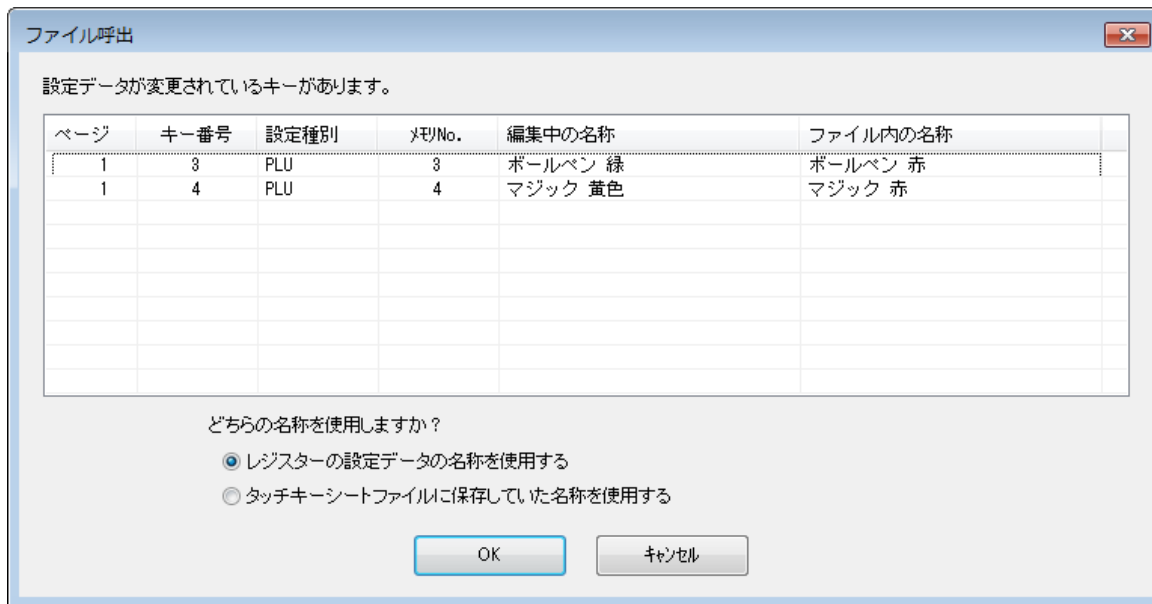 ファイル呼出
設定データが変更されているキーがあります。
ページ キー番号 設定種別 ﾒﾓﾘNo. 編集中の名称 ファイル内の名称
1 3 PLU 3 ボールペン 緑 ボールペン 赤
1 4 PLU 4 マジック 黄色 マジック 赤
どちらの名称を使用しますか？
レジスターの設定データの名称を使用する
タッチキーシートファイルに保存していた名称を使用する
OK ｷｬﾝｾﾙ